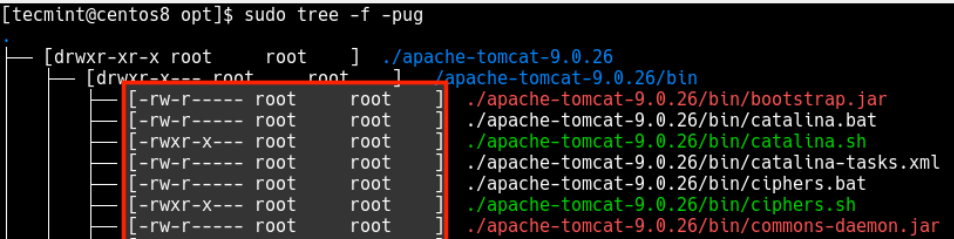 [tecmint@centos8 opt]$ sudo tree -f -pug
.
├── [drwxr-xr-x root     root    ]  ./apache-tomcat-9.0.26
│   ├── [drwxr-x--- root     root    ]  ./apache-tomcat-9.0.26/bin
│   │   ├── [-rw-r----- root     root    ]  ./apache-tomcat-9.0.26/bin/bootstrap.jar
│   │   ├── [-rw-r----- root     root    ]  ./apache-tomcat-9.0.26/bin/catalina.bat
│   │   ├── [-rwxr-x--- root     root    ]  ./apache-tomcat-9.0.26/bin/catalina.sh
│   │   ├── [-rw-r----- root     root    ]  ./apache-tomcat-9.0.26/bin/catalina-tasks.xml
│   │   ├── [-rw-r----- root     root    ]  ./apache-tomcat-9.0.26/bin/ciphers.bat
│   │   ├── [-rwxr-x--- root     root    ]  ./apache-tomcat-9.0.26/bin/ciphers.sh
│   │   ├── [-rw-r----- root     root    ]  ./apache-tomcat-9.0.26/bin/commons-daemon.jar